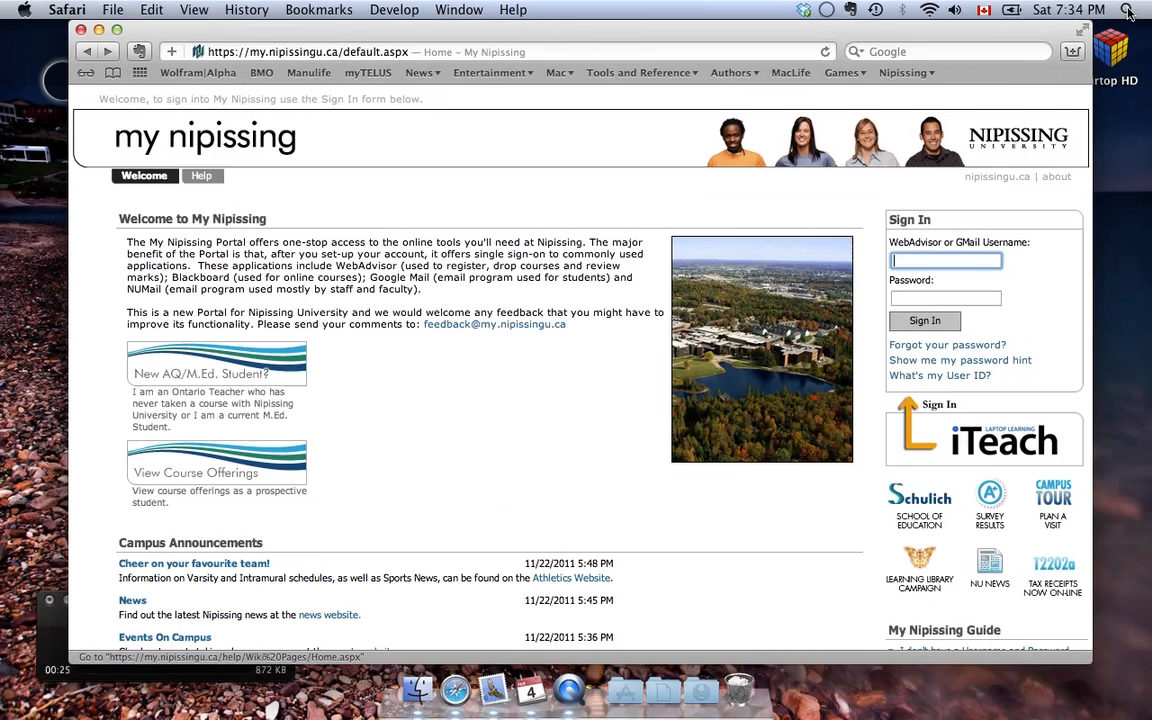 Safari File Edit View History Bookmarks Develop Window Help Sat 7:34 PM
https://my.nipissingu.ca/default.aspx — Home – My Nipissing Google
Wolfram|Alpha BMO Manulife myTELUS News Entertainment Mac Tools and Reference Authors MacLife Games Nipissing
rtop HD
Welcome, to sign into My Nipissing use the Sign In form below.
my nipissing
NIPISSING
UNIVERSITY
Welcome Help
nipissingu.ca | about
Welcome to My Nipissing
The My Nipissing Portal offers one-stop access to the online tools you'll need at Nipissing. The major
benefit of the Portal is that, after you set-up your account, it offers single sign-on to commonly used
applications. These applications include WebAdvisor (used to register, drop courses and review
marks); Blackboard (used for online courses); Google Mail (email program used for students) and
NUMail (email program used mostly by staff and faculty).
This is a new Portal for Nipissing University and we would welcome any feedback that you might have to
improve its functionality. Please send your comments to: feedback@my.nipissingu.ca
New AQ/M.Ed. Student?
I am an Ontario Teacher who has
never taken a course with Nipissing
University or I am a current M.Ed.
Student.
View Course Offerings
View course offerings as a prospective
student.
Campus Announcements
Cheer on your favourite team! 11/22/2011 5:48 PM
Information on Varsity and Intramural schedules, as well as Sports News, can be found on the Athletics Website.
News 11/22/2011 5:45 PM
Find out the latest Nipissing news at the news website.
Events On Campus 11/22/2011 5:36 PM
Sign In
WebAdvisor or GMail Username:
Password:
Sign In
Forgot your password?
Show me my password hint
What's my User ID?
Sign In
LAPTOP LEARNING
iTeach
Schulich
SCHOOL OF
EDUCATION
A+
SURVEY
RESULTS
CAMPUS
TOUR
PLAN A
VISIT
LEARNING LIBRARY
CAMPAIGN
NU NEWS
T2202a
TAX RECEIPTS
NOW ON-LINE
My Nipissing Guide
Go to "https://my.nipissingu.ca/help/Wiki%20Pages/Home.aspx"
00:25 872 KB
4